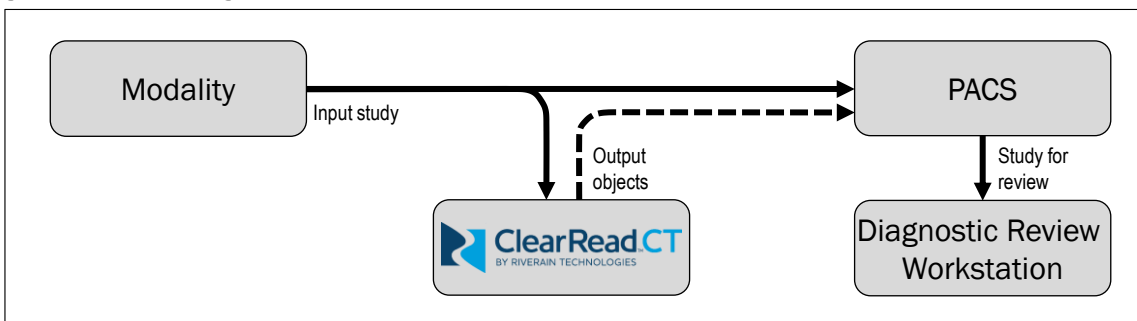 Modality
Input study
PACS
Output
objects
Study for
review
ClearRead.CT
BY RIVERAIN TECHNOLOGIES
Diagnostic Review
Workstation